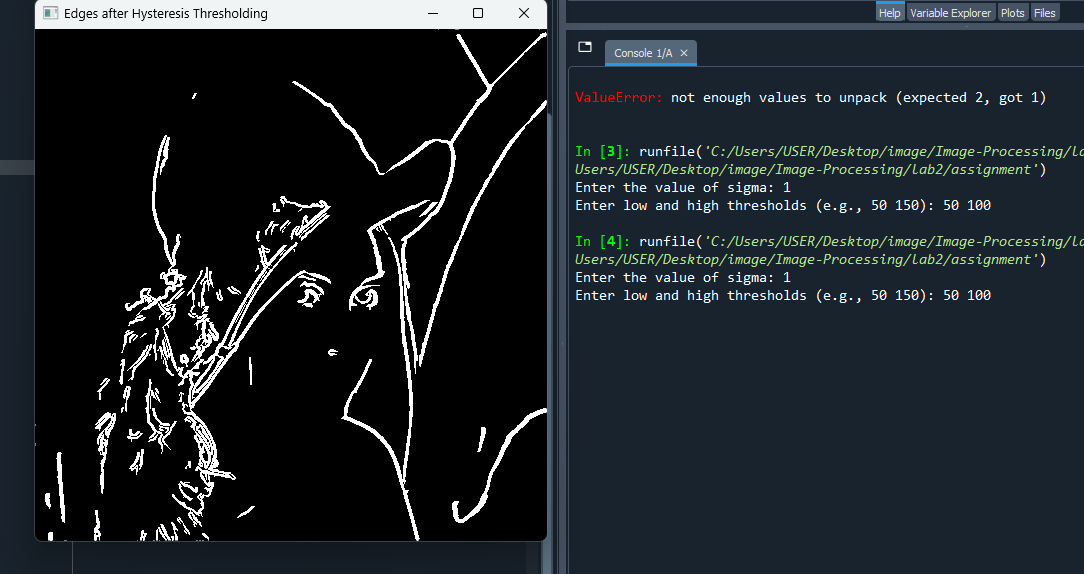 Edges after Hysteresis Thresholding
Help Variable Explorer Plots Files
Console 1/A
ValueError: not enough values to unpack (expected 2, got 1)
In [3]: runfile('C:/Users/USER/Desktop/image/Image-Processing/la
Users/USER/Desktop/image/Image-Processing/lab2/assignment')
Enter the value of sigma: 1
Enter low and high thresholds (e.g., 50 150): 50 100
In [4]: runfile('C:/Users/USER/Desktop/image/Image-Processing/la
Users/USER/Desktop/image/Image-Processing/lab2/assignment')
Enter the value of sigma: 1
Enter low and high thresholds (e.g., 50 150): 50 100